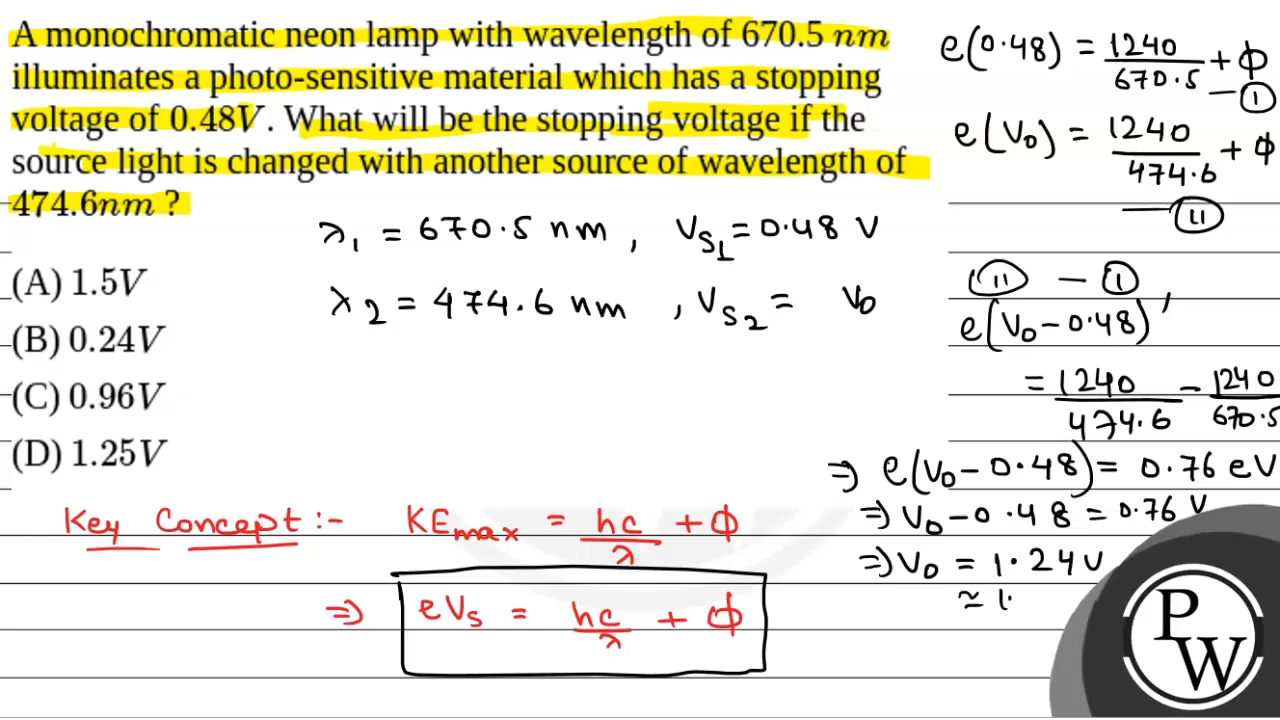 A monochromatic neon lamp with wavelength of 670.5 nm
illuminates a photo-sensitive material which has a stopping
voltage of 0.48V. What will be the stopping voltage if the
source light is changed with another source of wavelength of
474.6nm ?
λ₁ = 670.5 nm, Vs₁ = 0.48 V
λ₂ = 474.6 nm, Vs₂ = V₀
(A) 1.5V
(B) 0.24V
(C) 0.96V
(D) 1.25V
Key Concept :- KEmax = hc/λ + ϕ
⇒ eVs = hc/λ + ϕ
e(0.48) = 1240/670.5 + ϕ — (I)
e(V₀) = 1240/474.6 + ϕ — (II)
(II) — (I),
e(V₀ - 0.48)
= 1240/474.6 - 1240/670.5
⇒ e(V₀ - 0.48) = 0.76 eV
⇒ V₀ - 0.48 = 0.76 V
⇒ V₀ = 1.24V
≈ 1.
PW